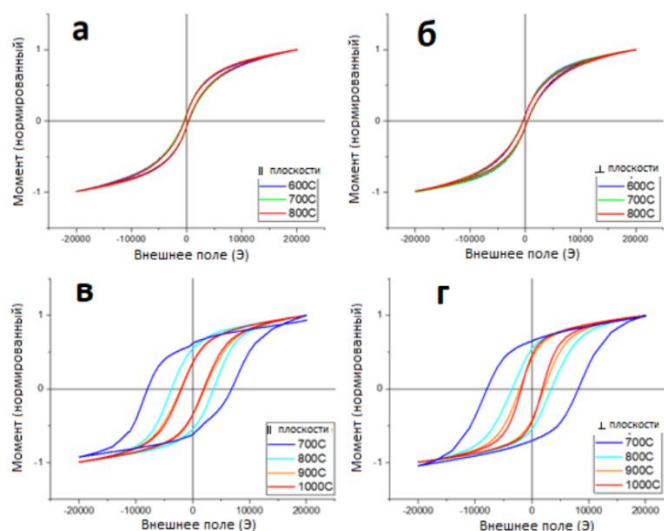 а
1
0
-1
Момент (нормированный)
|| плоскости
600C
700C
800C
-20000 -10000 0 10000 20000
Внешнее поле (Э)
б
1
0
-1
Момент (нормированный)
⊥ плоскости
600C
700C
800C
-20000 -10000 0 10000 20000
Внешнее поле (Э)
в
1
0
-1
Момент (нормированный)
|| плоскости
700C
800C
900C
1000C
-20000 -10000 0 10000 20000
Внешнее поле (Э)
г
1
0
-1
Момент (нормированный)
⊥ плоскости
700C
800C
900C
1000C
-20000 -10000 0 10000 20000
Внешнее поле (Э)